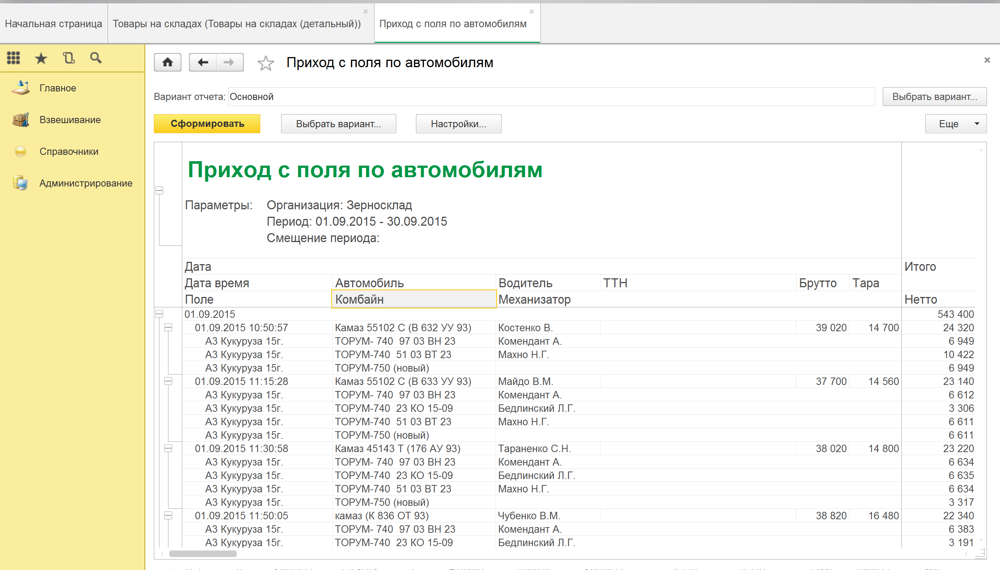 Начальная страница
Товары на складах (Товары на складах (детальный))
Приход с поля по автомобилям
Главное
Взвешивание
Справочники
Администрирование
Приход с поля по автомобилям
Вариант отчета: Основной
Выбрать вариант...
Сформировать
Выбрать вариант...
Настройки...
Еще
Приход с поля по автомобилям
Параметры: Организация: Зерносклад
Период: 01.09.2015 - 30.09.2015
Смещение периода:
Дата Итого
Дата время Автомобиль Водитель ТТН Брутто Тара
Поле Комбайн Механизатор Нетто
01.09.2015 543 400
01.09.2015 10:50:57 Камаз 55102 С (В 632 УУ 93) Костенко В. 39 020 14 700 24 320
А3 Кукуруза 15г. ТОРУМ- 740 97 03 ВН 23 Комендант А. 6 949
А3 Кукуруза 15г. ТОРУМ-740 51 03 ВТ 23 Махно Н.Г. 10 422
А3 Кукуруза 15г. ТОРУМ-750 (новый) 6 949
01.09.2015 11:15:28 Камаз 55102 С (В 633 УУ 93) Майдо В.М. 37 700 14 560 23 140
А3 Кукуруза 15г. ТОРУМ- 740 97 03 ВН 23 Комендант А. 6 612
А3 Кукуруза 15г. ТОРУМ-740 23 КО 15-09 Бедлинский Л.Г. 3 306
А3 Кукуруза 15г. ТОРУМ-740 51 03 ВТ 23 Махно Н.Г. 6 611
А3 Кукуруза 15г. ТОРУМ-750 (новый) 6 611
01.09.2015 11:30:58 Камаз 45143 Т (176 АУ 93) Тараненко С.Н. 38 020 14 800 23 220
А3 Кукуруза 15г. ТОРУМ- 740 97 03 ВН 23 Комендант А. 6 634
А3 Кукуруза 15г. ТОРУМ-740 23 КО 15-09 Бедлинский Л.Г. 6 635
А3 Кукуруза 15г. ТОРУМ-740 51 03 ВТ 23 Махно Н.Г. 6 634
А3 Кукуруза 15г. ТОРУМ-750 (новый) 3 317
01.09.2015 11:50:05 камаз (К 836 ОТ 93) Чубенко В.М. 38 820 16 480 22 340
А3 Кукуруза 15г. ТОРУМ- 740 97 03 ВН 23 Комендант А. 6 383
А3 Кукуруза 15г. ТОРУМ-740 23 КО 15-09 Бедлинский Л.Г. 3 191